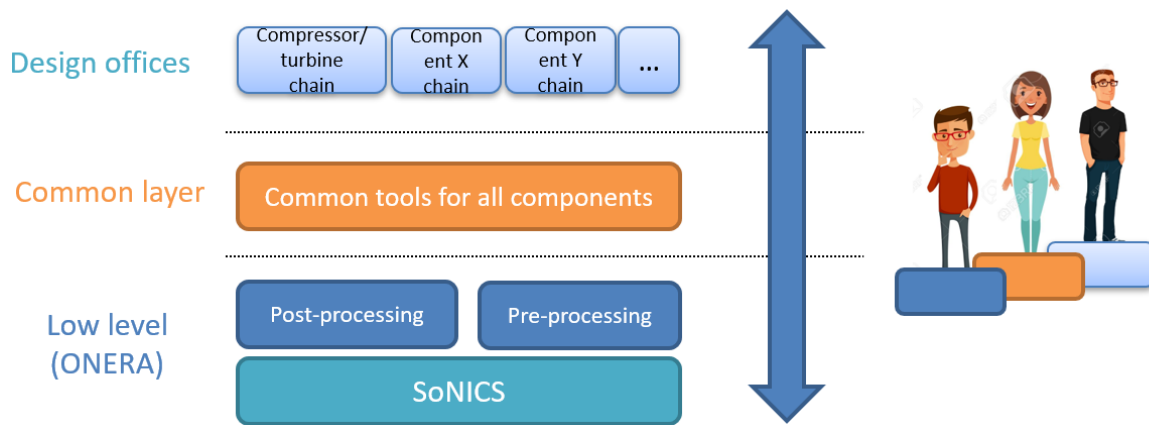 Design offices
Compressor/
turbine
chain
Compon
ent X
chain
Compon
ent Y
chain
...
Common layer
Common tools for all components
Low level
(ONERA)
Post-processing
Pre-processing
SoNICS